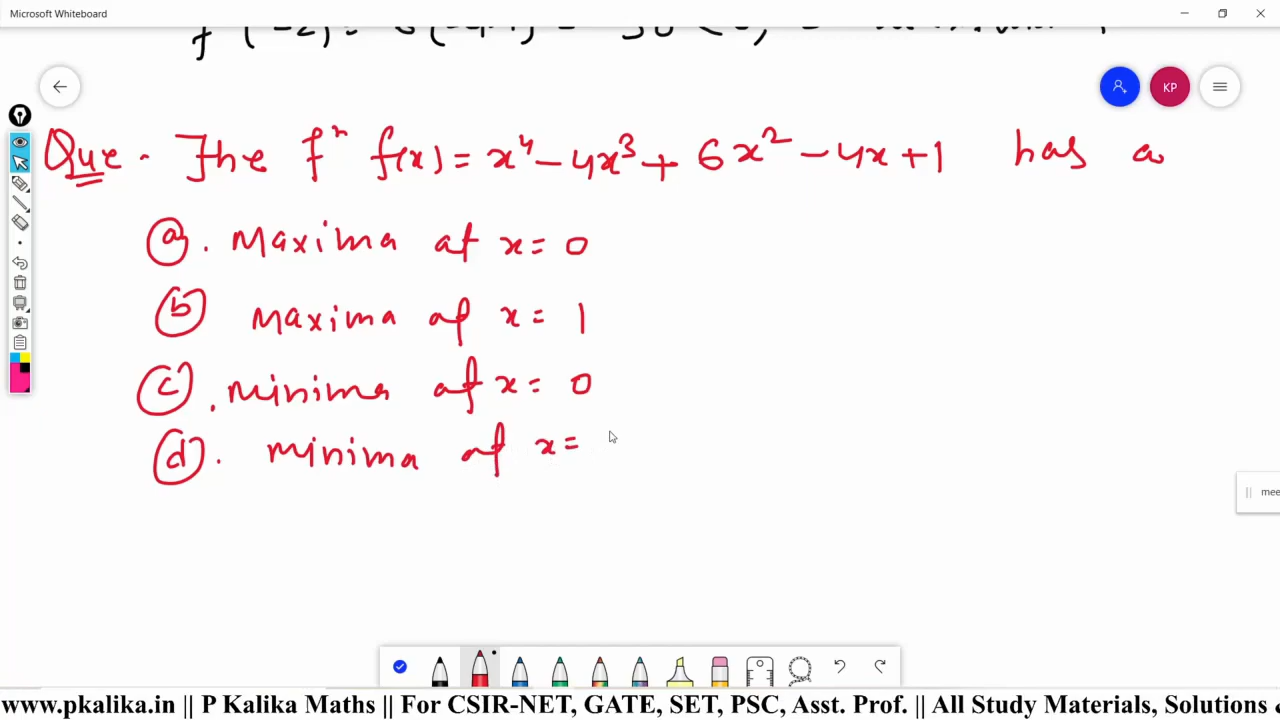 Microsoft Whiteboard
KP
Que. The fⁿ f(x) = x⁴ - 4x³ + 6x² - 4x + 1 has a
(a). Maxima at x = 0
(b) Maxima at x = 1
(c). minima at x = 0
(d). minima at x =
mee
www.pkalika.in || P Kalika Maths || For CSIR-NET, GATE, SET, PSC, Asst. Prof. || All Study Materials, Solutions &